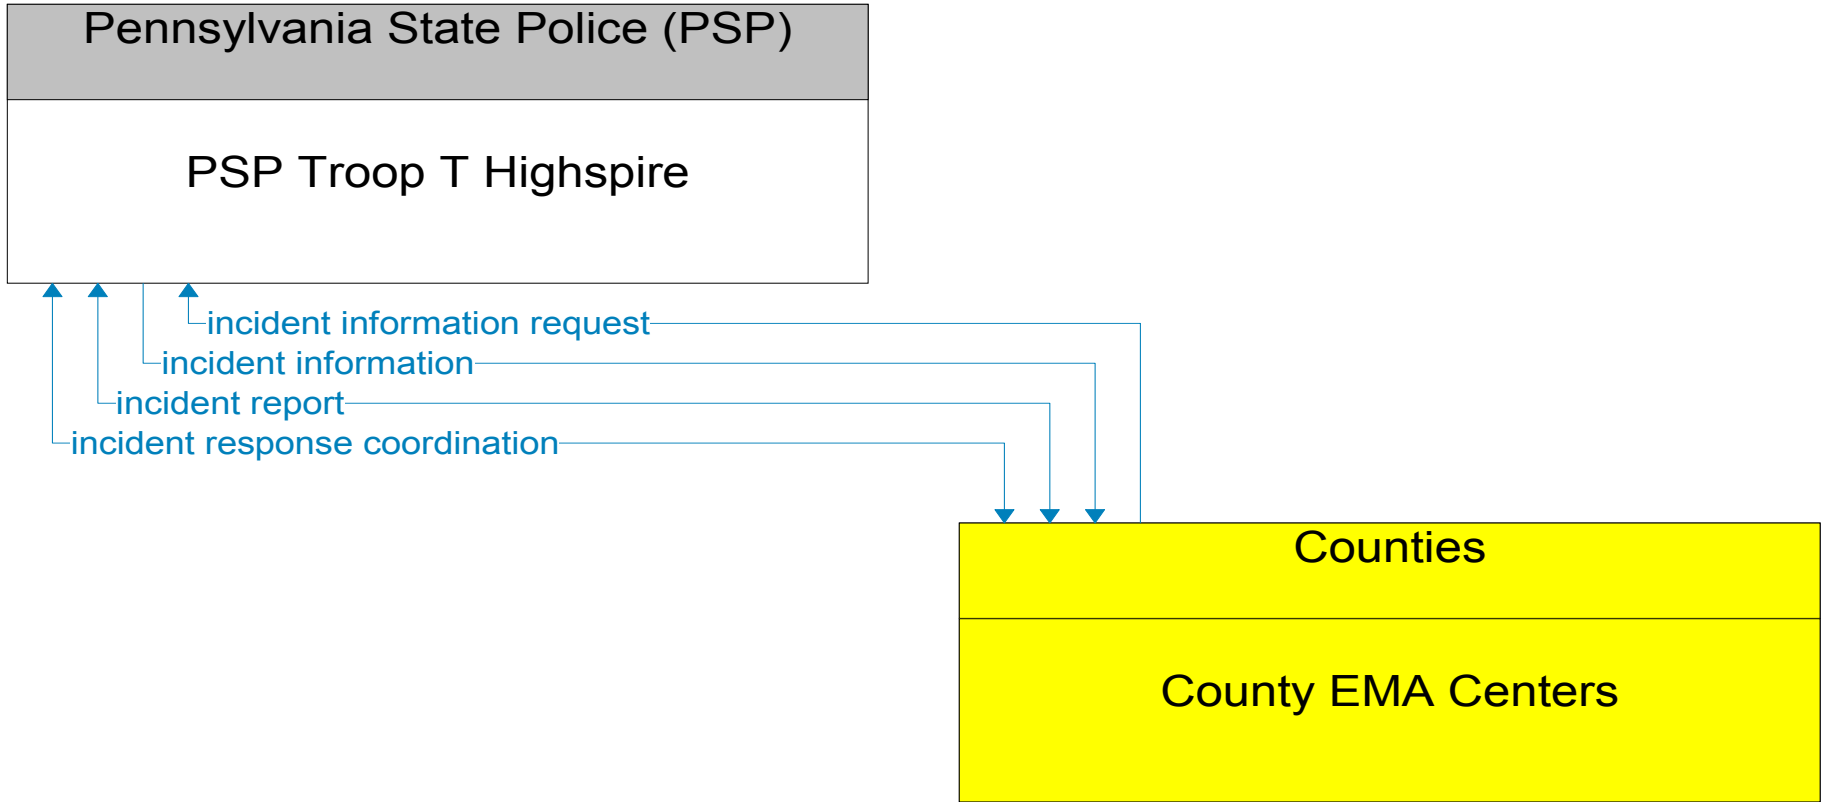 Pennsylvania State Police (PSP)
PSP Troop T Highspire
incident information request
incident information
incident report
incident response coordination
Counties
County EMA Centers